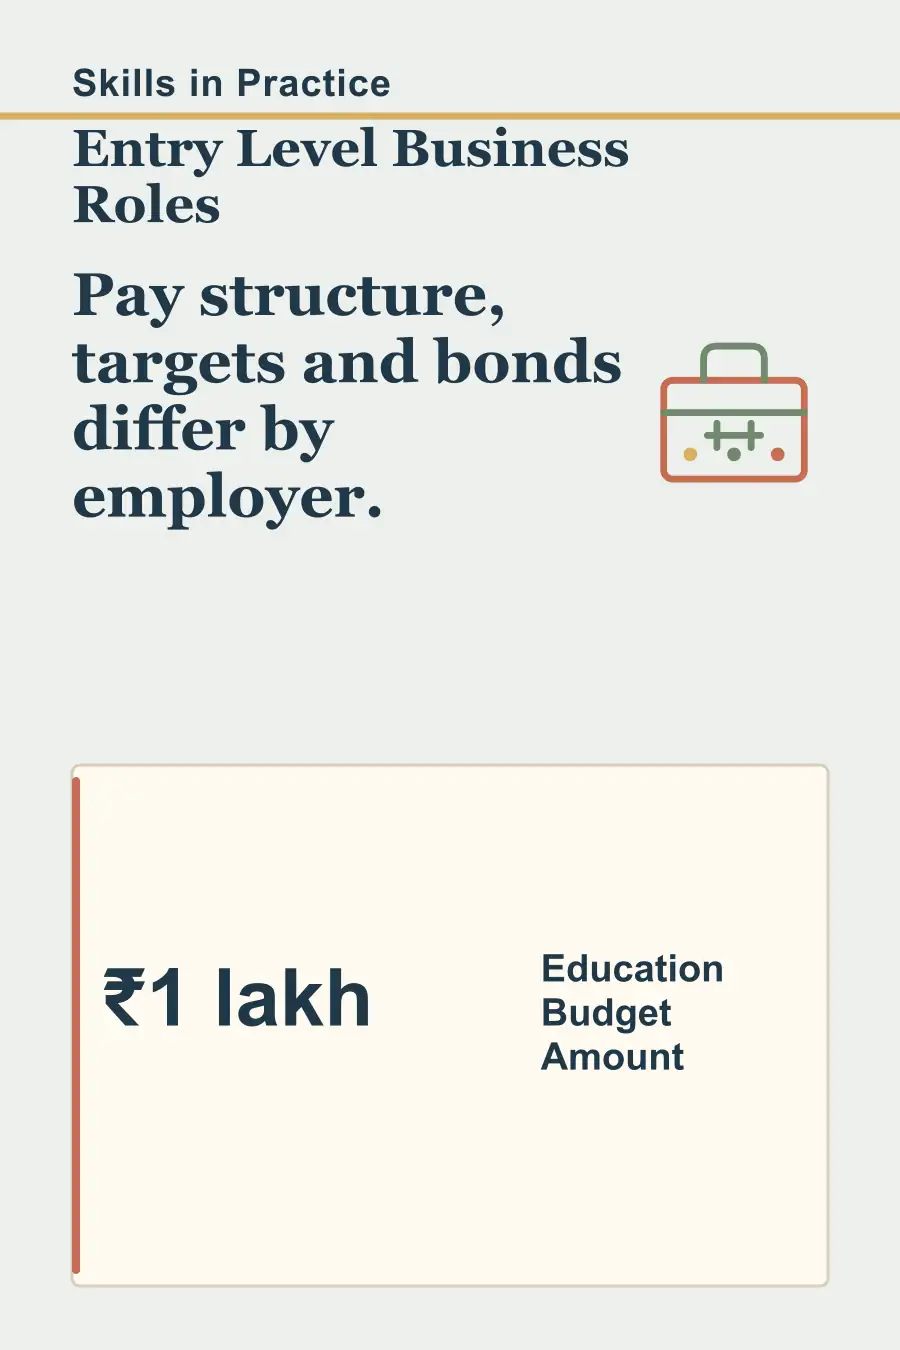 Skills in Practice
Entry Level Business
Roles
Pay structure,
targets and bonds
differ by
employer.
₹1 lakh
Education
Budget
Amount